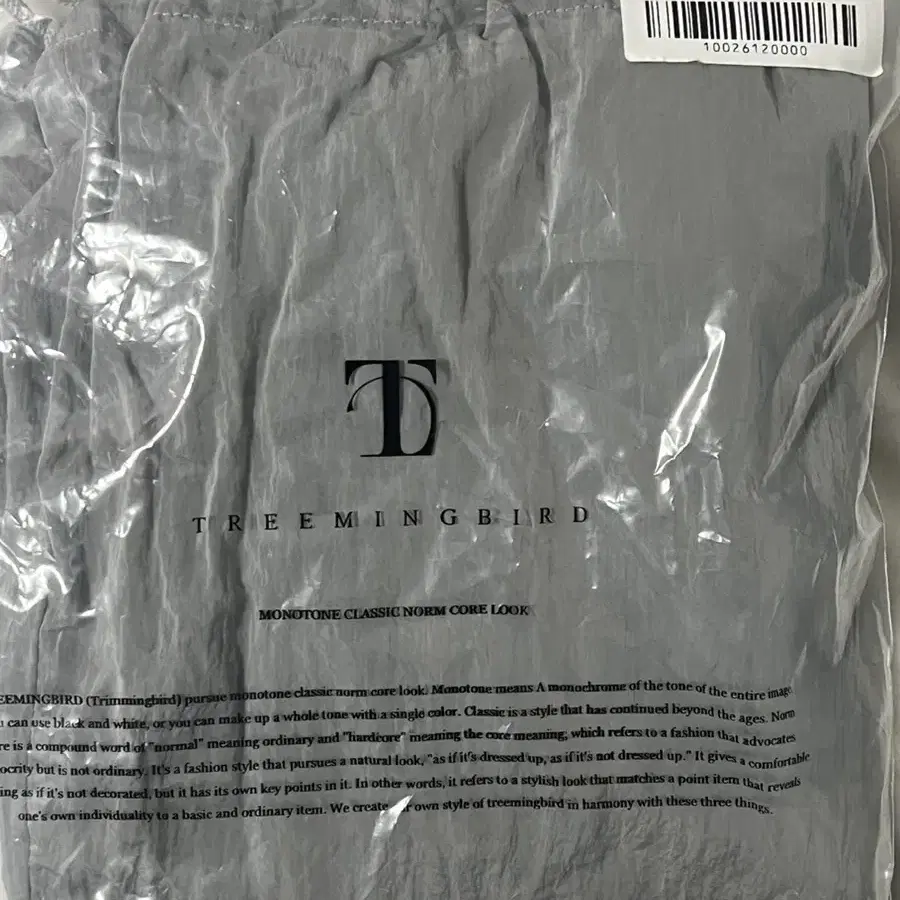 10026120000
TREEMINGBIRD
MONOTONE CLASSIC NORM CORE LOOK
EEMINGBIRD (Trimmingbird) pursue monotone classic norm core look. Monotone means A monochrome of the tone of the entire image
can use black and white, or you can make up a whole tone with a single color. Classic is a style that has continued beyond the ages. Norm
re is a compound word of "normal" meaning ordinary and "hardcore" meaning the core meaning, which refers to a fashion that advocates
ocrity but is not ordinary. It's a fashion style that pursues a natural look, "as if it's dressed up, as if it's not dressed up." It gives a comfortable
ing as if it's not decorated, but it has its own key points in it. In other words, it refers to a stylish look that matches a point item that reveals
one's own individuality to a basic and ordinary item. We create own style of treemingbird in harmony with these three things.